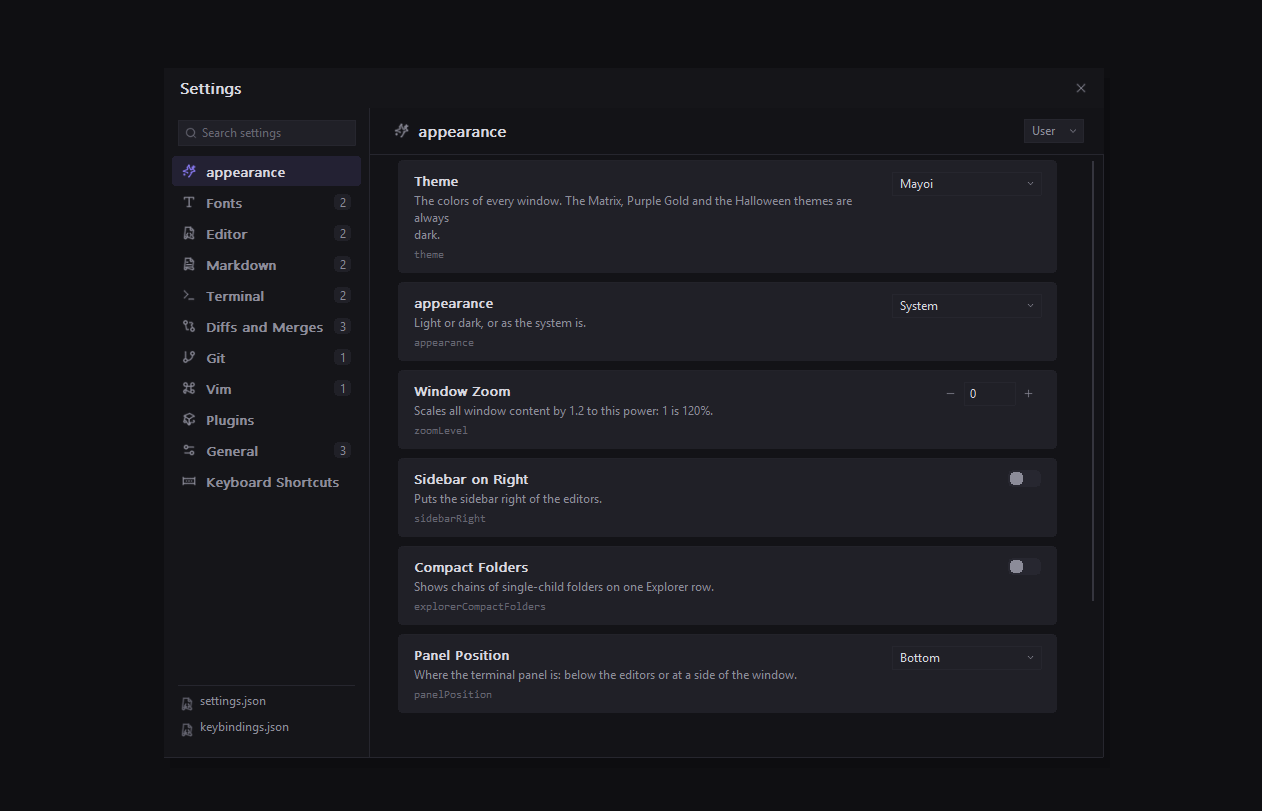 Settings
Search settings
appearance
User
appearance
Fonts 2
Editor 2
Markdown 2
Terminal 2
Diffs and Merges 3
Git 1
Vim 1
Plugins
General 3
Keyboard Shortcuts
settings.json
keybindings.json
Theme
Mayoi
The colors of every window. The Matrix, Purple Gold and the Halloween themes are
always
dark.
theme
appearance
System
Light or dark, or as the system is.
appearance
Window Zoom
− 0 +
Scales all window content by 1.2 to this power: 1 is 120%.
zoomLevel
Sidebar on Right
Puts the sidebar right of the editors.
sidebarRight
Compact Folders
Shows chains of single-child folders on one Explorer row.
explorerCompactFolders
Panel Position
Bottom
Where the terminal panel is: below the editors or at a side of the window.
panelPosition